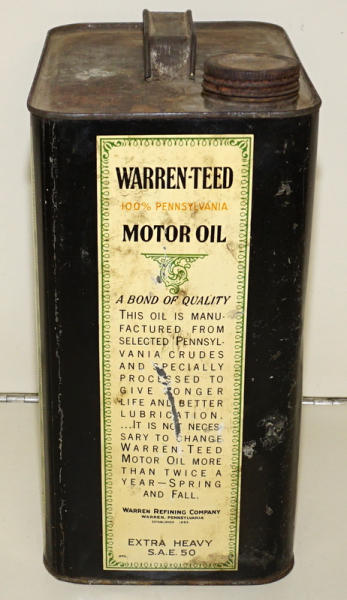 WARREN-TEED
100% PENNSYLVANIA
MOTOR OIL
A BOND OF QUALITY
THIS OIL IS MANU-
FACTURED FROM
SELECTED PENNSYL-
VANIA CRUDES
AND SPECIALLY
PROCESSED TO
GIVE LONGER
LIFE AND BETTER
LUBRICATION.
...IT IS NOT NECES-
SARY TO CHANGE
WARREN-TEED
MOTOR OIL MORE
THAN TWICE A
YEAR—SPRING
AND FALL.
WARREN REFINING COMPANY
WARREN, PENNSYLVANIA
ESTABLISHED
EXTRA HEAVY
S.A.E. 50